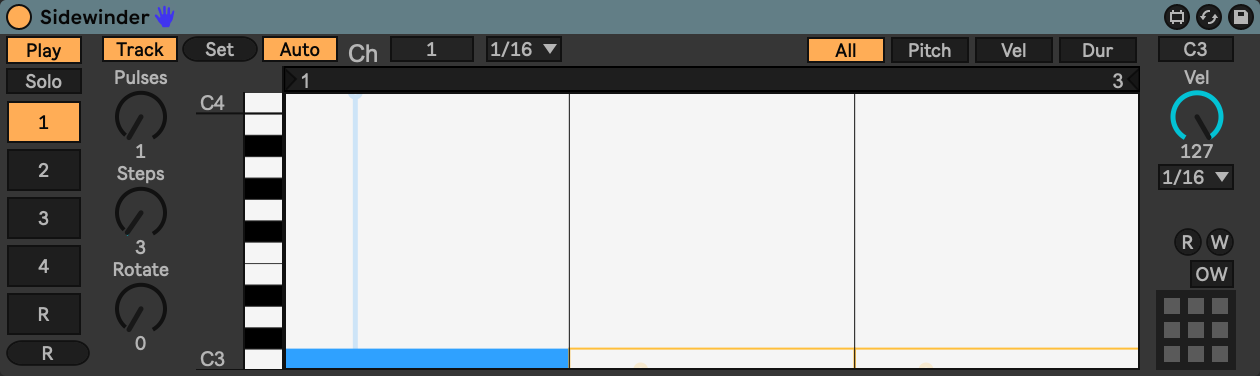 Sidewinder
Play Track Set Auto Ch 1 1/16 All Pitch Vel Dur C3
Solo Pulses 1 3 Vel
C4
1
1
127
2 Steps 1/16
3
3
Rotate
4 R W
OW
R
0
R C3